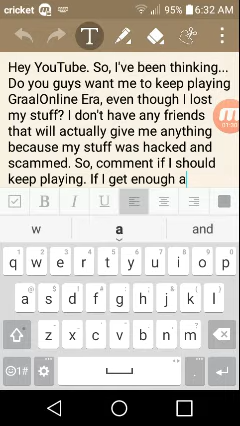 cricket 95% 6:32 AM
T
Hey YouTube. So, I've been thinking...
Do you guys want me to keep playing
GraalOnline Era, even though I lost
my stuff? I don't have any friends
that will actually give me anything
because my stuff was hacked and
scammed. So, comment if I should
keep playing. If I get enough a
B I U
w a and
q w e r t y u i o p
a s d f g h j k l
z x c v b n m
1#